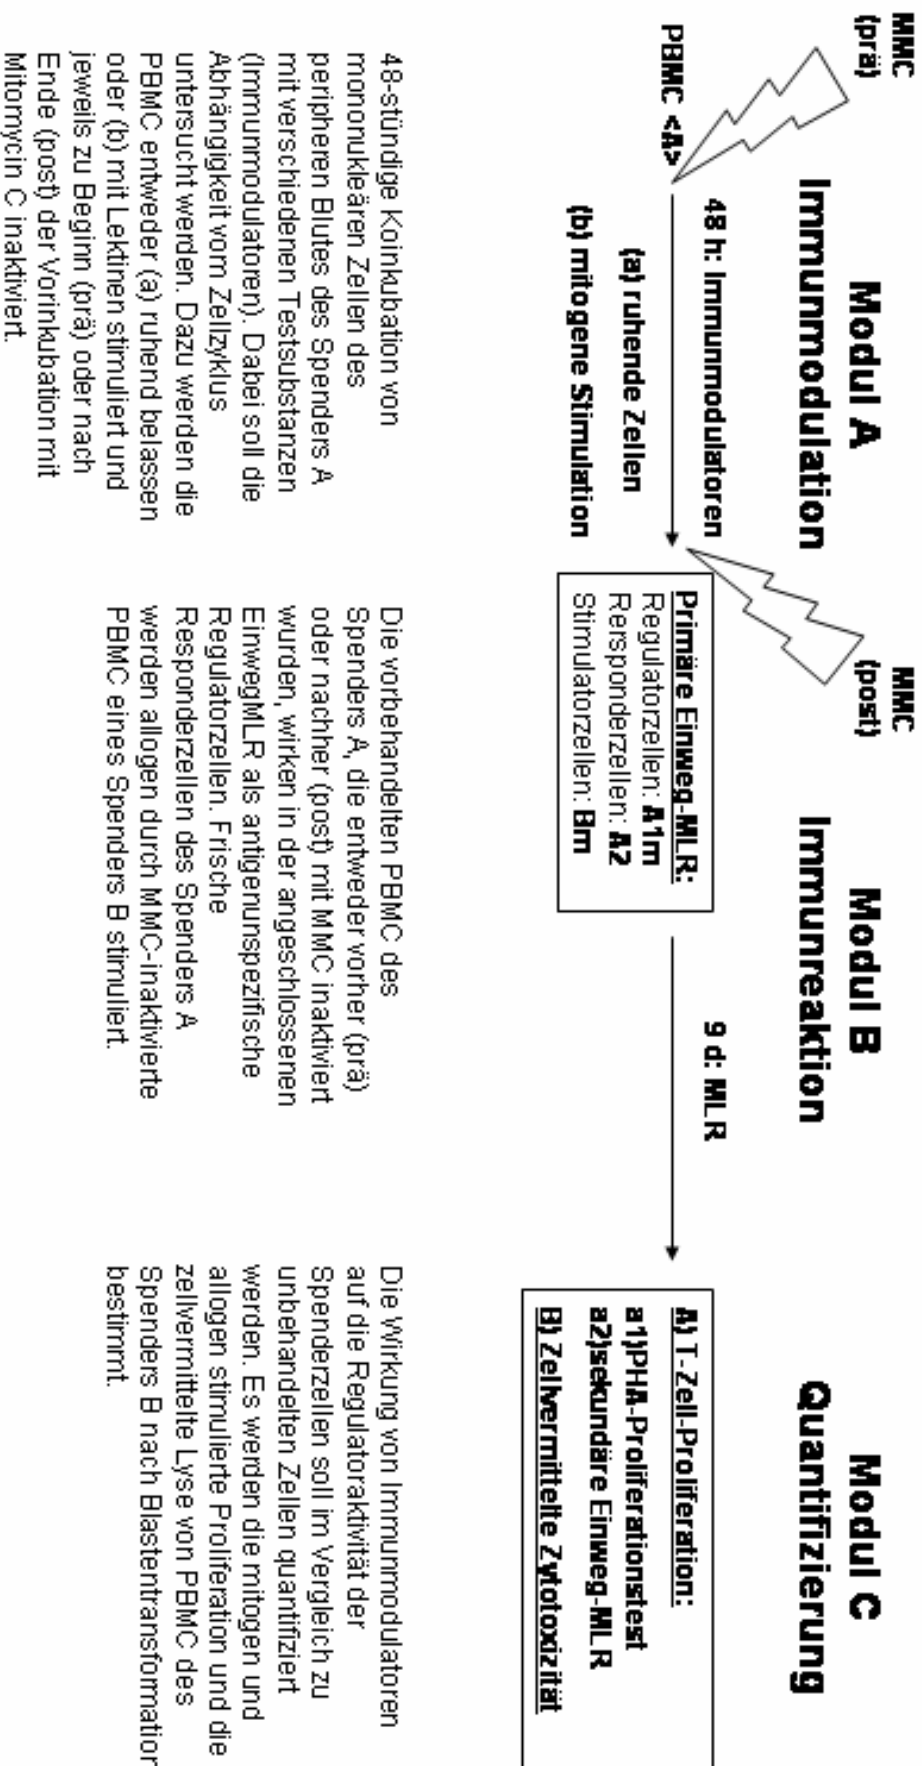 MMC
(prä)
Modul A
Immunmodulation
PBMC <A>
48 h: Immunmodulatoren
(a) ruhende Zellen
(b) mitogene Stimulation
48-stündige Koinkubation von
mononukleären Zellen des
peripheren Blutes des Spenders A
mit verschiedenen Testsubstanzen
(Immunmodulatoren). Dabei soll die
Abhängigkeit vom Zellzyklus
untersucht werden. Dazu werden die
PBMC entweder (a) ruhend belassen
oder (b) mit Lektinen stimuliert und
jeweils zu Beginn (prä) oder nach
Ende (post) der Vorinkubation mit
Mitomycin C inaktiviert.
MMC
(post)
Modul B
Immunreaktion
Primäre Einweg-MLR:
Regulatorzellen: A1m
Rersponderzellen: A2
Stimulatorzellen: Bm
9 d: MLR
Die vorbehandelten PBMC des
Spenders A, die entweder vorher (prä)
oder nachher (post) mit MMC inaktiviert
wurden, wirken in der angeschlossenen
EinwegMLR als antigenunspezifische
Regulatorzellen. Frische
Responderzellen des Spenders A
werden allogen durch MMC-inaktivierte
PBMC eines Spenders B stimuliert.
Modul C
Quantifizierung
A) T-Zell-Proliferation:
a1)PHA-Proliferationstest
a2)sekundäre Einweg-MLR
B) Zellvermittelte Zytotoxizität
Die Wirkung von Immunmodulatoren
auf die Regulatoraktivität der
Spenderzellen soll im Vergleich zu
unbehandelten Zellen quantifiziert
werden. Es werden die mitogen und
allogen stimulierte Proliferation und die
zellvermittelte Lyse von PBMC des
Spenders B nach Blastentransformation
bestimmt.